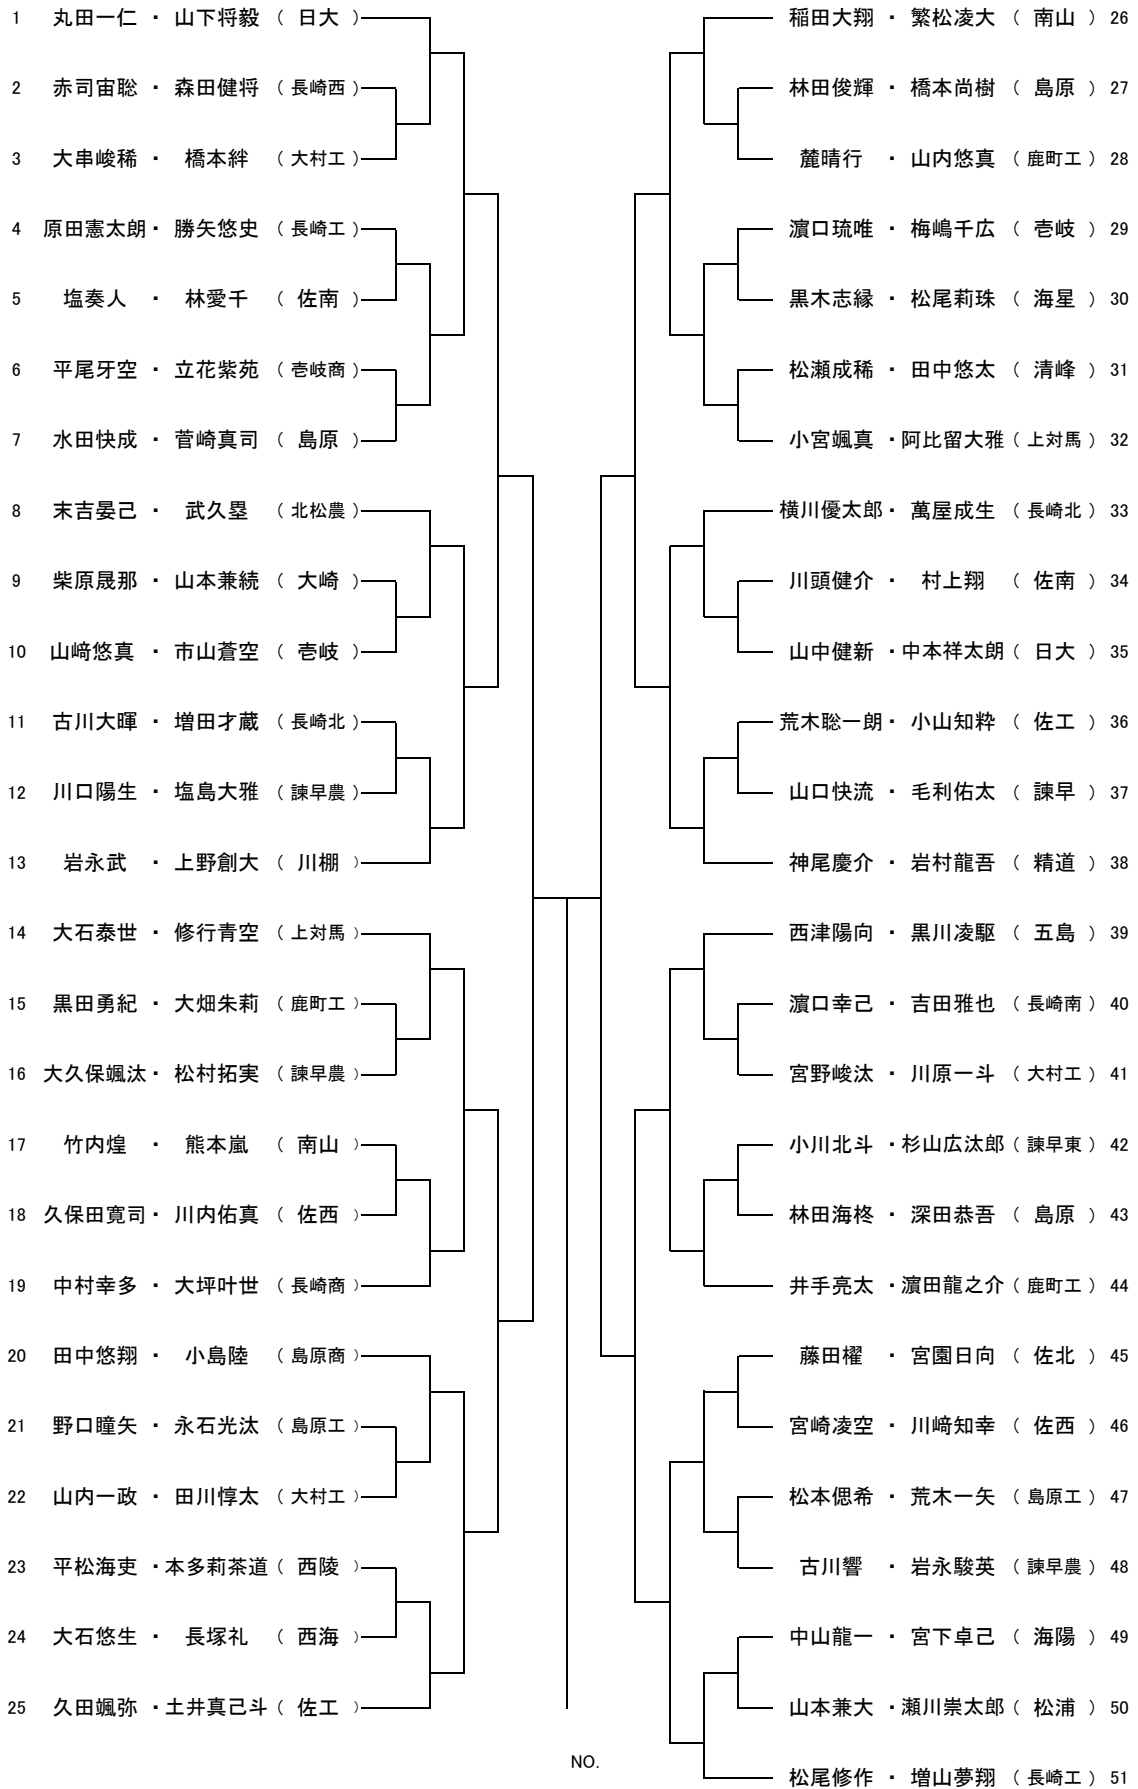 1 丸田一仁 ・ 山下将毅 ( 日大 )
2 赤司宙聡 ・ 森田健将 ( 長崎西 )
3 大串峻稀 ・ 橋本絆 ( 大村工 )
4 原田憲太朗 ・ 勝矢悠史 ( 長崎工 )
5 塩奏人 ・ 林愛千 ( 佐南 )
6 平尾牙空 ・ 立花紫苑 ( 壱岐商 )
7 水田快成 ・ 菅崎真司 ( 島原 )
8 末吉晏己 ・ 武久塁 ( 北松農 )
9 柴原晟那 ・ 山本兼続 ( 大崎 )
10 山﨑悠真 ・ 市山蒼空 ( 壱岐 )
11 古川大暉 ・ 増田才蔵 ( 長崎北 )
12 川口陽生 ・ 塩島大雅 ( 諫早農 )
13 岩永武 ・ 上野創大 ( 川棚 )
14 大石泰世 ・ 修行青空 ( 上対馬 )
15 黒田勇紀 ・ 大畑朱莉 ( 鹿町工 )
16 大久保颯汰 ・ 松村拓実 ( 諫早農 )
17 竹内煌 ・ 熊本嵐 ( 南山 )
18 久保田寛司 ・ 川内佑真 ( 佐西 )
19 中村幸多 ・ 大坪叶世 ( 長崎商 )
20 田中悠翔 ・ 小島陸 ( 島原商 )
21 野口瞳矢 ・ 永石光汰 ( 島原工 )
22 山内一政 ・ 田川惇太 ( 大村工 )
23 平松海吏 ・ 本多莉茶道 ( 西陵 )
24 大石悠生 ・ 長塚礼 ( 西海 )
25 久田颯弥 ・ 土井真己斗 ( 佐工 )
稲田大翔 ・ 繁松凌大 ( 南山 ) 26
林田俊輝 ・ 橋本尚樹 ( 島原 ) 27
麓晴行 ・ 山内悠真 ( 鹿町工 ) 28
濵口琉唯 ・ 梅嶋千広 ( 壱岐 ) 29
黒木志縁 ・ 松尾莉珠 ( 海星 ) 30
松瀬成稀 ・ 田中悠太 ( 清峰 ) 31
小宮颯真 ・ 阿比留大雅 ( 上対馬 ) 32
横川優太郎 ・ 萬屋成生 ( 長崎北 ) 33
川頭健介 ・ 村上翔 ( 佐南 ) 34
山中健新 ・ 中本祥太朗 ( 日大 ) 35
荒木聡一朗 ・ 小山知粋 ( 佐工 ) 36
山口快流 ・ 毛利佑太 ( 諫早 ) 37
神尾慶介 ・ 岩村龍吾 ( 精道 ) 38
西津陽向 ・ 黒川凌駆 ( 五島 ) 39
濵口幸己 ・ 吉田雅也 ( 長崎南 ) 40
宮野峻汰 ・ 川原一斗 ( 大村工 ) 41
小川北斗 ・ 杉山広汰郎 ( 諫早東 ) 42
林田海柊 ・ 深田恭吾 ( 島原 ) 43
井手亮太 ・ 濵田龍之介 ( 鹿町工 ) 44
藤田櫂 ・ 宮園日向 ( 佐北 ) 45
宮崎凌空 ・ 川﨑知幸 ( 佐西 ) 46
松本偲希 ・ 荒木一矢 ( 島原工 ) 47
古川響 ・ 岩永駿英 ( 諫早農 ) 48
中山龍一 ・ 宮下卓己 ( 海陽 ) 49
山本兼大 ・ 瀬川崇太郎 ( 松浦 ) 50
松尾修作 ・ 増山夢翔 ( 長崎工 ) 51
NO.